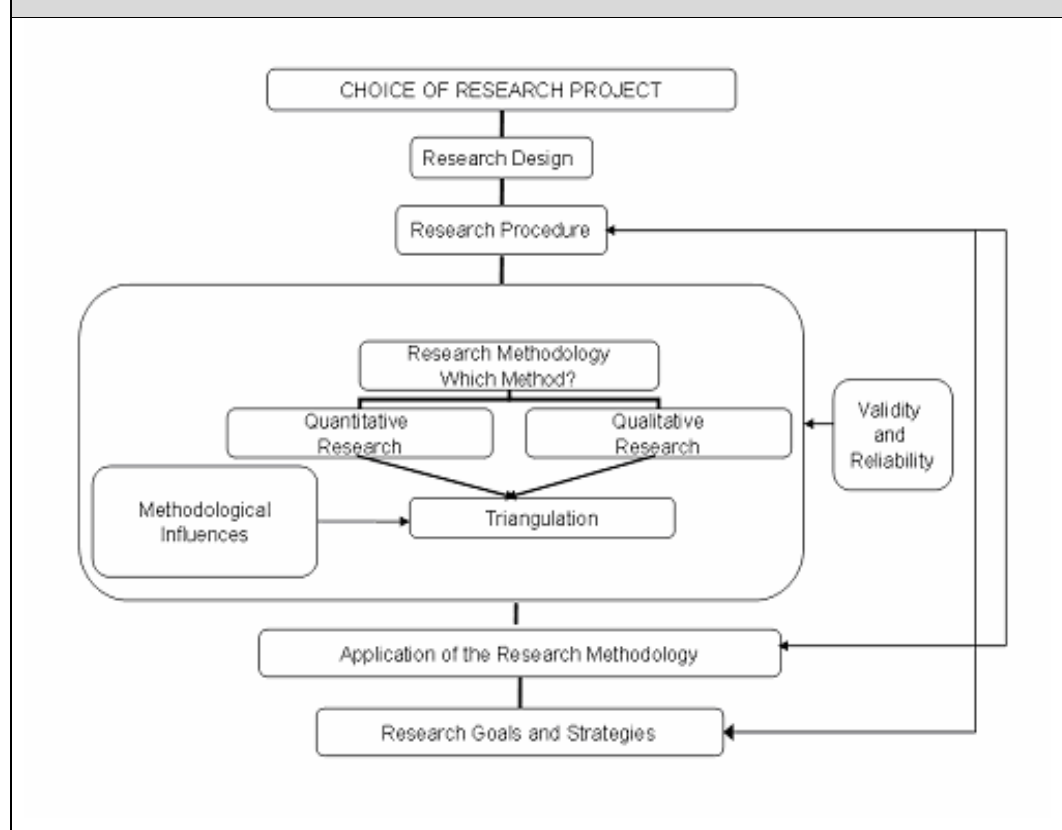 CHOICE OF RESEARCH PROJECT
Research Design
Research Procedure
Research Methodology
Which Method?
Quantitative
Research
Qualitative
Research
Validity
and
Reliability
Methodological
Influences
Triangulation
Application of the Research Methodology
Research Goals and Strategies